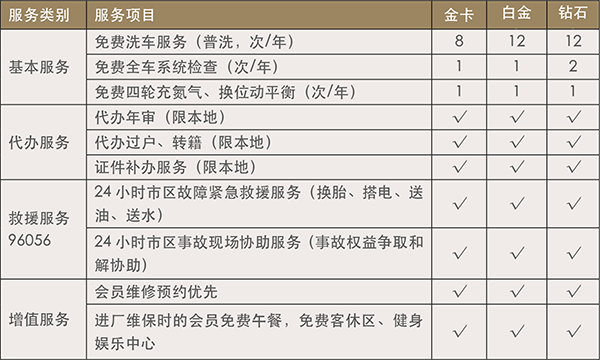 服务类别 服务项目 金卡 白金 钻石
基本服务
免费洗车服务（普洗，次/年） 8 12 12
免费全车系统检查（次/年） 1 1 2
免费四轮充氮气、换位动平衡（次/年） 1 1 1
代办服务
代办年审（限本地） √ √ √
代办过户、转籍（限本地） √ √ √
证件补办服务（限本地） √ √ √
救援服务
96056
24小时市区故障紧急救援服务（换胎、搭电、送
油、送水） √ √ √
24小时市区事故现场协助服务（事故权益争取和
解协助） √ √ √
增值服务
会员维修预约优先 √ √ √
进厂维保时的会员免费午餐，免费客休区、健身
娱乐中心 √ √ √